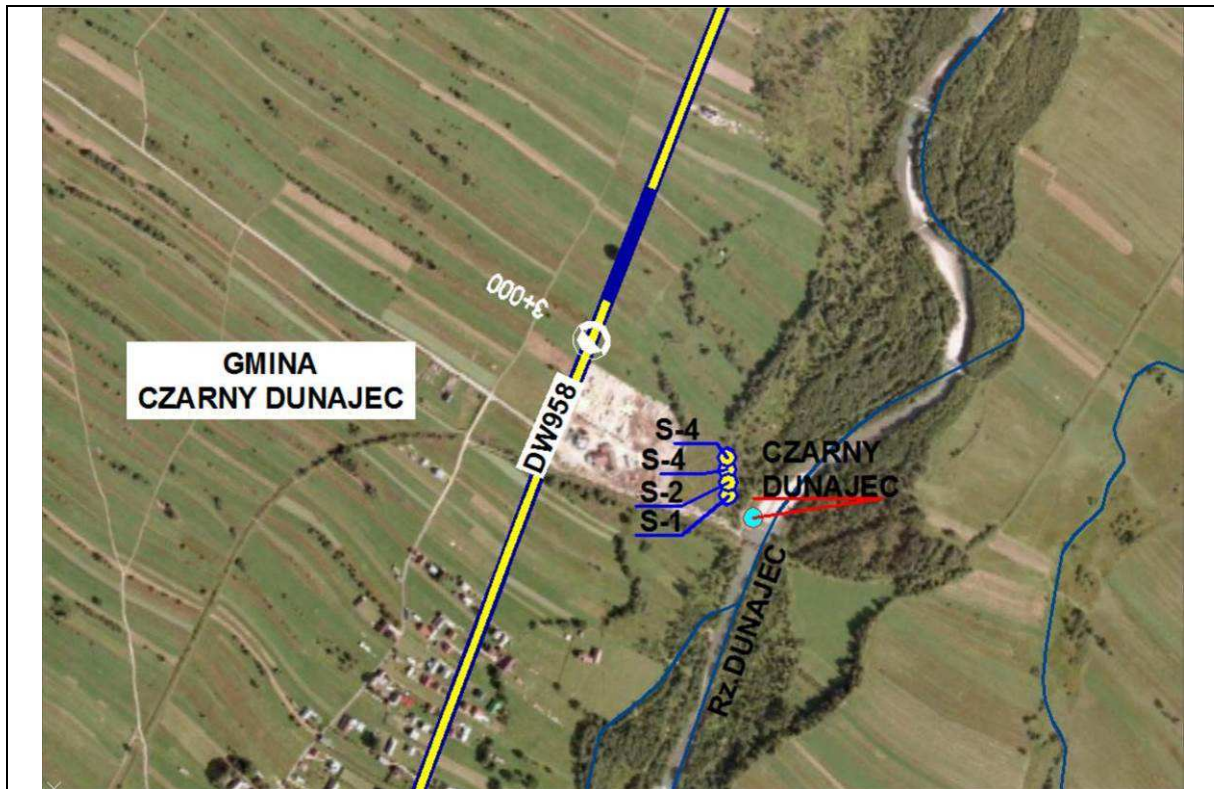 3+000
GMINA
CZARNY DUNAJEC
DW958
S-4
S-4
S-2
S-1
CZARNY
DUNAJEC
Rz.DUNAJEC